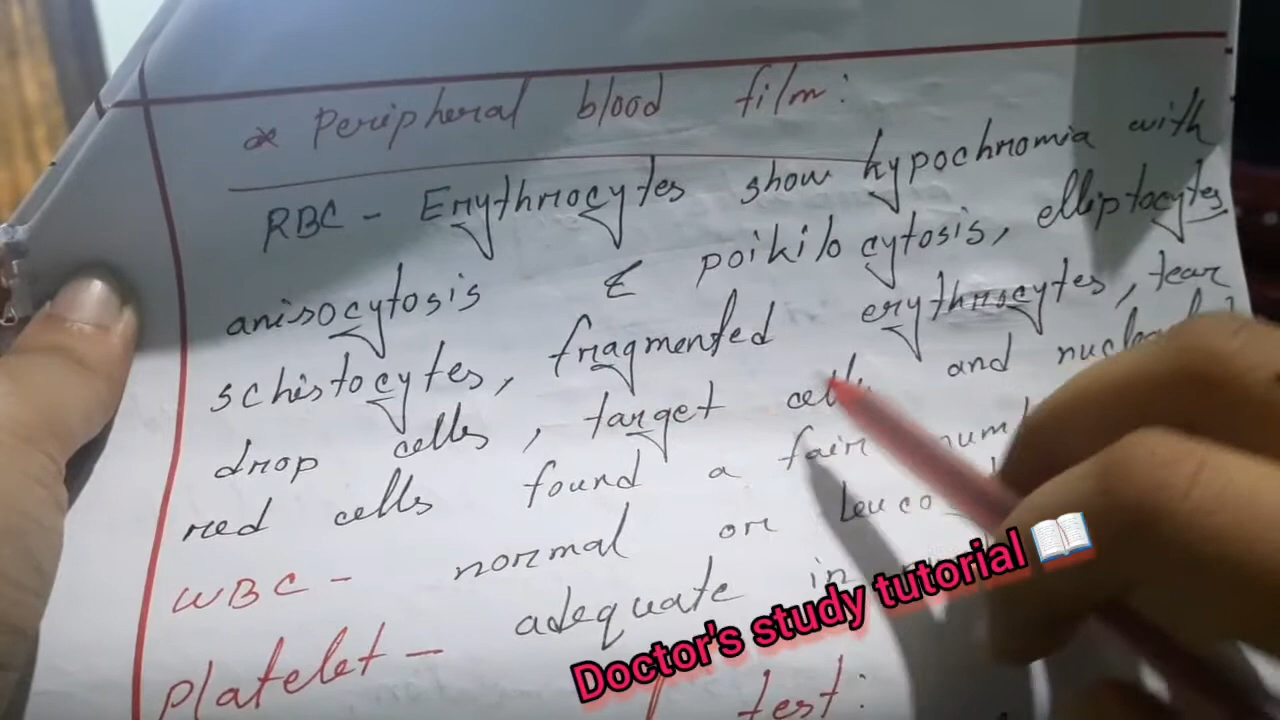 * Peripheral blood film:
RBC - Erythrocytes show hypochromia with
anisocytosis & poikilocytosis, elliptocytes
schistocytes, fragmented erythrocytes, tear
drop cells, target cells and
red cells found a fair
WBC - normal or
Platelet - adequate in
test:
Doctor's study tutorial 📖